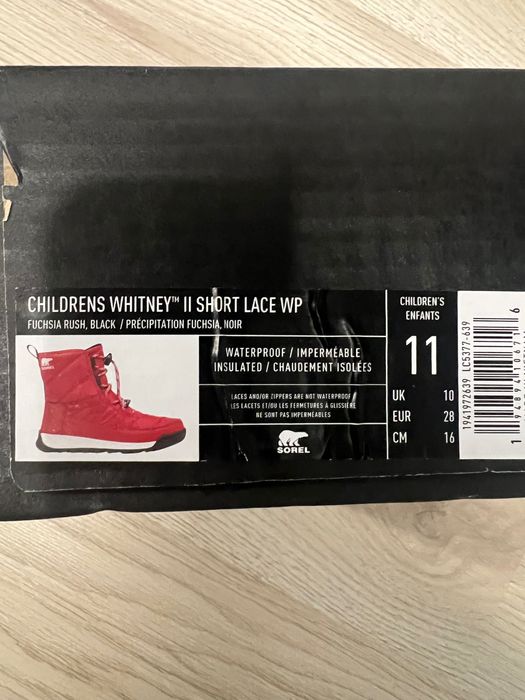 CHILDRENS WHITNEY™ II SHORT LACE WP
FUCHSIA RUSH, BLACK / PRÉCIPITATION FUCHSIA, NOIR
SOREL
WATERPROOF / IMPERMÉABLE
INSULATED / CHAUDEMENT ISOLÉES
LACES AND/OR ZIPPERS ARE NOT WATERPROOF
LES LACETS ET/OU LES FERMETURES À GLISSIÈRE
NE SONT PAS IMPERMÉABLES
SOREL
CHILDREN'S
ENFANTS
11
UK 10
EUR 28
CM 16
1941972639 LC5377-639